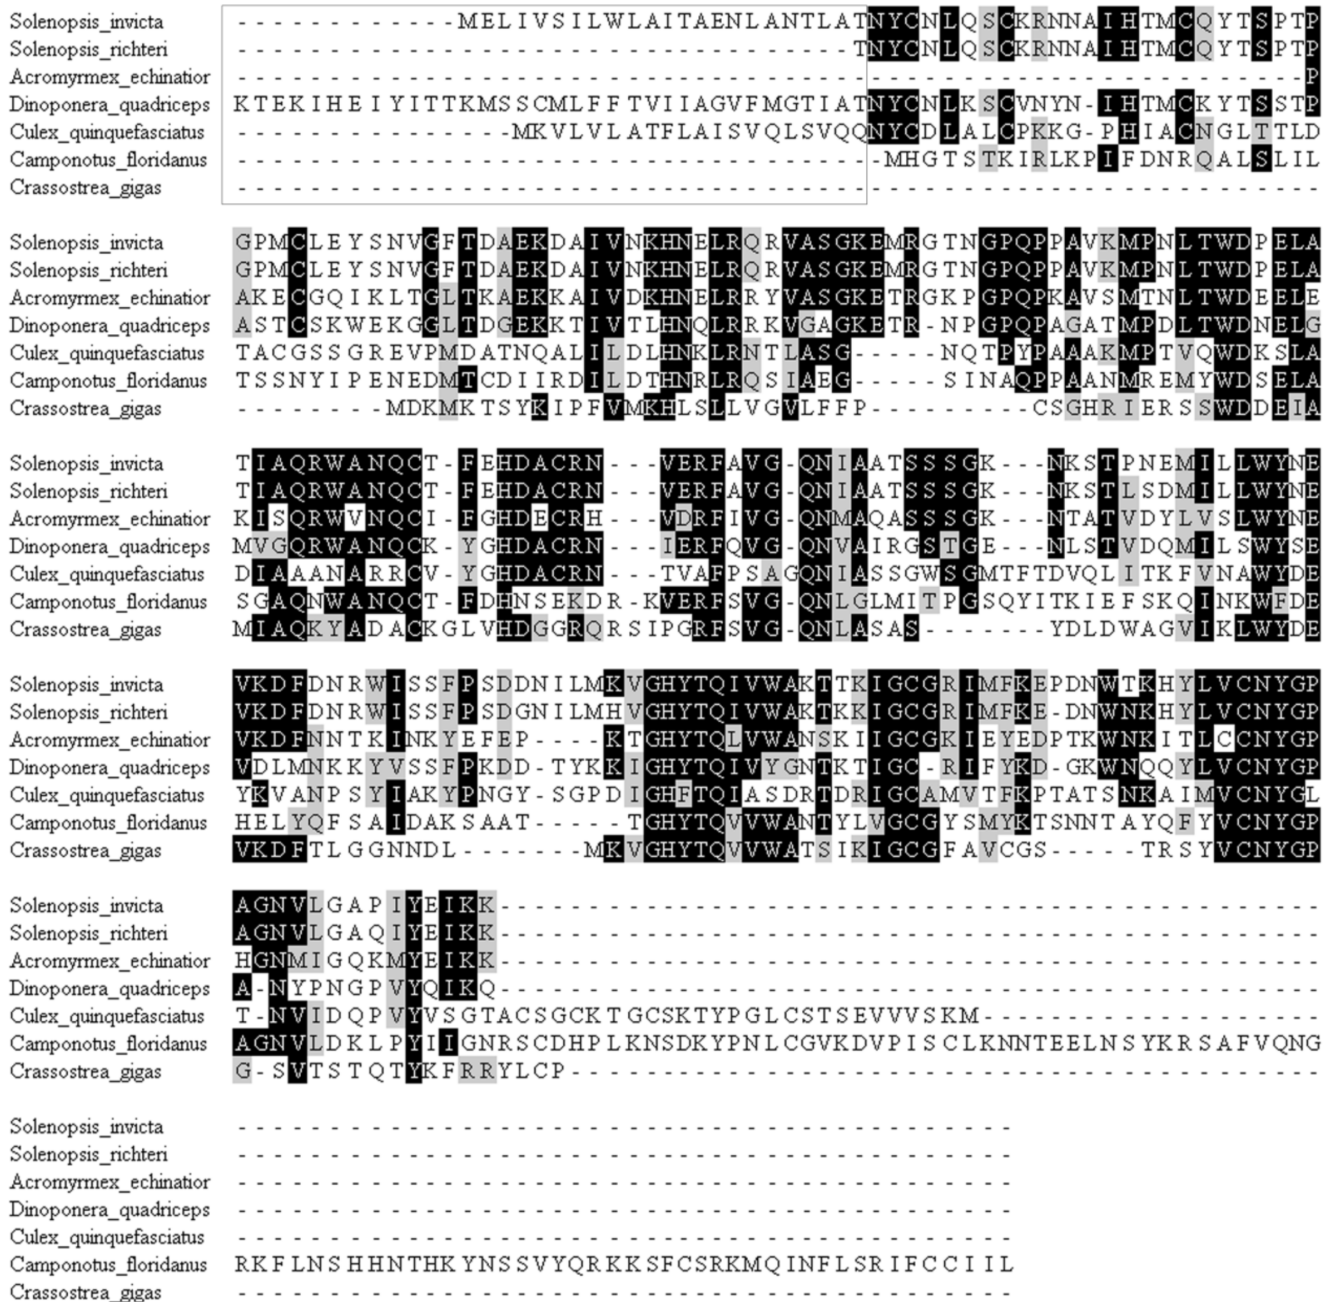 Solenopsis_invicta - - - - - - - - - - - - MELIVSILWLAITAENLANTLATNYCNLQSCKRNNAIHTMCQYTSPTP
Solenopsis_richteri - - - - - - - - - - - - - - - - - - - - - - - - - - - - - - - - - - TNYCNLQSCKRNNAIHTMCQYTSPTP
Acromyrmex_echinatior - - - - - - - - - - - - - - - - - - - - - - - - - - - - - - - - - - - - - - - - - - - - - - - - - - - - - - - - - - - P
Dinoponera_quadriceps KTEKIHEIYITTKMSSCMLFFTVIIAGVFMGTIATNYCNLKSCVNYN-IHTMCKYTSSTP
Culex_quinquefasciatus - - - - - - - - - - - - - - - MKVLVLATFLAISVQLSVQQNYCDLALCPKKG-PHIACNGLTTLD
Camponotus_floridanus - - - - - - - - - - - - - - - - - - - - - - - - - - - - - - - - - - - MHGTSTKIRLKPIFDNRQALSLIL
Crassostrea_gigas - - - - - - - - - - - - - - - - - - - - - - - - - - - - - - - - - - - - - - - - - - - - - - - - - - - - - - - - - - -
Solenopsis_invicta GPMCLEYSNVGFTDAEKDAIVNKHNELRQRVASGKEMRGTNGPQPPAVKMPNLTWDPELA
Solenopsis_richteri GPMCLEYSNVGFTDAEKDAIVNKHNELRQRVASGKEMRGTNGPQPPAVKMPNLTWDPELA
Acromyrmex_echinatior AKECGQIKLTGLTKAEKKAIVDKHNELRRYVASGKETRGKPGPQPKAVSMTNLTWDEELE
Dinoponera_quadriceps ASTCSKWEKGGLTDGEKKTIVTLHNQLRRKVGAGKETR-NPGPQPAGATMPDLTWDNELG
Culex_quinquefasciatus TACGSSGREVPMDATNQALILDLHNKLRNTLASG-----NQTPYPAAAKMPTVQWDKSLA
Camponotus_floridanus TSSNYIPENEDMTCDIIRDILDTHNRLRQSIAEG-----SINAQPPAANMREMYWDSELA
Crassostrea_gigas --------MDKMKTSYKIPFVMKHLSLLVGVLFFP---------CSGHRIERSSWDDEIA
Solenopsis_invicta TIAQRWANQCT-FEHDACRN---VERFAVG-QNIAATSSSGK---NKSTPNEMILLWYNE
Solenopsis_richteri TIAQRWANQCT-FEHDACRN---VERFAVG-QNIAATSSSGK---NKSTLSDMILLWYNE
Acromyrmex_echinatior KISQRWVNQCI-FGHDECRH---VDRFIVG-QNMAQASSSGK---NTATVDYLVSLWYNE
Dinoponera_quadriceps MVGQRWANQCK-YGHDACRN---IERFQVG-QNVAIRGSTGE---NLSTVDQMILSWYSE
Culex_quinquefasciatus DIAAANARRCV-YGHDACRN---TVAFPSAGQNIASSGWSGMTFTDVQLITKFVNAWYDE
Camponotus_floridanus SGAQNWANQCT-FDHNSEKDR-KVERFSVG-QNLGLMITPGSQYITKIEFSKQINKWFDE
Crassostrea_gigas MIAQKYADACKGLVHDGGRQRSIPGRFSVG-QNLASAS-------YDLDWAGVIKLWYDE
Solenopsis_invicta VKDFDNRWISSFPSDDNILMKVGHYTQIVWAKTTKIGCGRIMFKEPDNWTKHYLVCNYGP
Solenopsis_richteri VKDFDNRWISSFPSDGNILMHVGHYTQIVWAKTKKIGCGRIMFKE-DNWNKHYLVCNYGP
Acromyrmex_echinatior VKDFNNTKINKYEFEP----KTGHYTQLVWANSKIIGCGKIEYEDPTKWNKITLCCNYGP
Dinoponera_quadriceps VDLMNKKYVSSFPKDD-TYKKIGHYTQIVYGNTKTIGC-RIFYKD-GKWNQQYLVCNYGP
Culex_quinquefasciatus YKVANPSYIAKYPNGY-SGPDIGHFTQIASDRTDRIGCAMVTFKPTATSNKAIMVCNYGL
Camponotus_floridanus HELYQFSAIDAKSAAT-----TGHYTQVVWANTYLVGCGYSMYKTSNNTAYQFYVCNYGP
Crassostrea_gigas VKDFTLGGNNDL-------MKVGHYTQVVWATSIKIGCGFAVCGS-----TRSYVCNYGP
Solenopsis_invicta AGNVLGAPIYEIKK---------------------------------------------
Solenopsis_richteri AGNVLGAQIYEIKK---------------------------------------------
Acromyrmex_echinatior HGNMIGQKMYEIKK---------------------------------------------
Dinoponera_quadriceps A-NYPNGPVYQIKQ---------------------------------------------
Culex_quinquefasciatus T-NVIDQPVYVSGTACSGCKTGCSKTYPGLCSTSEVVVSKM-------------------
Camponotus_floridanus AGNVLDKLPYIIGNRSCDHPLKNSDKYPNLCGVKDVPISCLKNNTEELNSYKRSAFVQNG
Crassostrea_gigas G-SVTSTQTYKFRRYLCP-----------------------------------------
Solenopsis_invicta ------------------------------------------
Solenopsis_richteri ------------------------------------------
Acromyrmex_echinatior ------------------------------------------
Dinoponera_quadriceps ------------------------------------------
Culex_quinquefasciatus ------------------------------------------
Camponotus_floridanus RKFLNSHHNTHKYNSSVYQRKKSFCSRKMQINFLSRIFCCIIL
Crassostrea_gigas ------------------------------------------